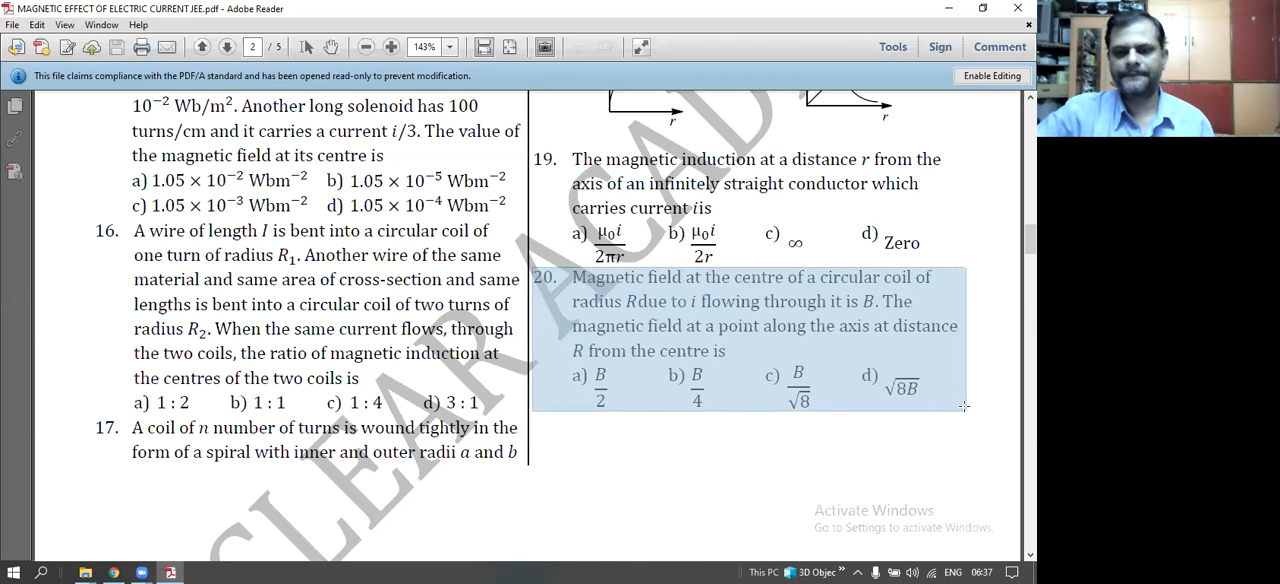 MAGNETIC EFFECT OF ELECTRIC CURRENT JEE.pdf - Adobe Reader
File Edit View Window Help
2 / 5
143%
Tools Sign Comment
This file claims compliance with the PDF/A standard and has been opened read-only to prevent modification.
Enable Editing
10⁻² Wb/m². Another long solenoid has 100
turns/cm and it carries a current i/3. The value of
the magnetic field at its centre is
a) 1.05 × 10⁻² Wbm⁻² b) 1.05 × 10⁻⁵ Wbm⁻²
c) 1.05 × 10⁻³ Wbm⁻² d) 1.05 × 10⁻⁴ Wbm⁻²
16. A wire of length I is bent into a circular coil of
one turn of radius R₁. Another wire of the same
material and same area of cross-section and same
lengths is bent into a circular coil of two turns of
radius R₂. When the same current flows, through
the two coils, the ratio of magnetic induction at
the centres of the two coils is
a) 1 : 2 b) 1 : 1 c) 1 : 4 d) 3 : 1
17. A coil of n number of turns is wound tightly in the
form of a spiral with inner and outer radii a and b
r
r
19. The magnetic induction at a distance r from the
axis of an infinitely straight conductor which
carries current iis
a) μ₀i/2πr b) μ₀i/2r c) ∞ d) Zero
20. Magnetic field at the centre of a circular coil of
radius Rdue to i flowing through it is B. The
magnetic field at a point along the axis at distance
R from the centre is
a) B/2 b) B/4 c) B/√8 d) √8B
CLEAR ACAD
Activate Windows
Go to Settings to activate Windows.
This PC 3D Objec » ENG 06:37